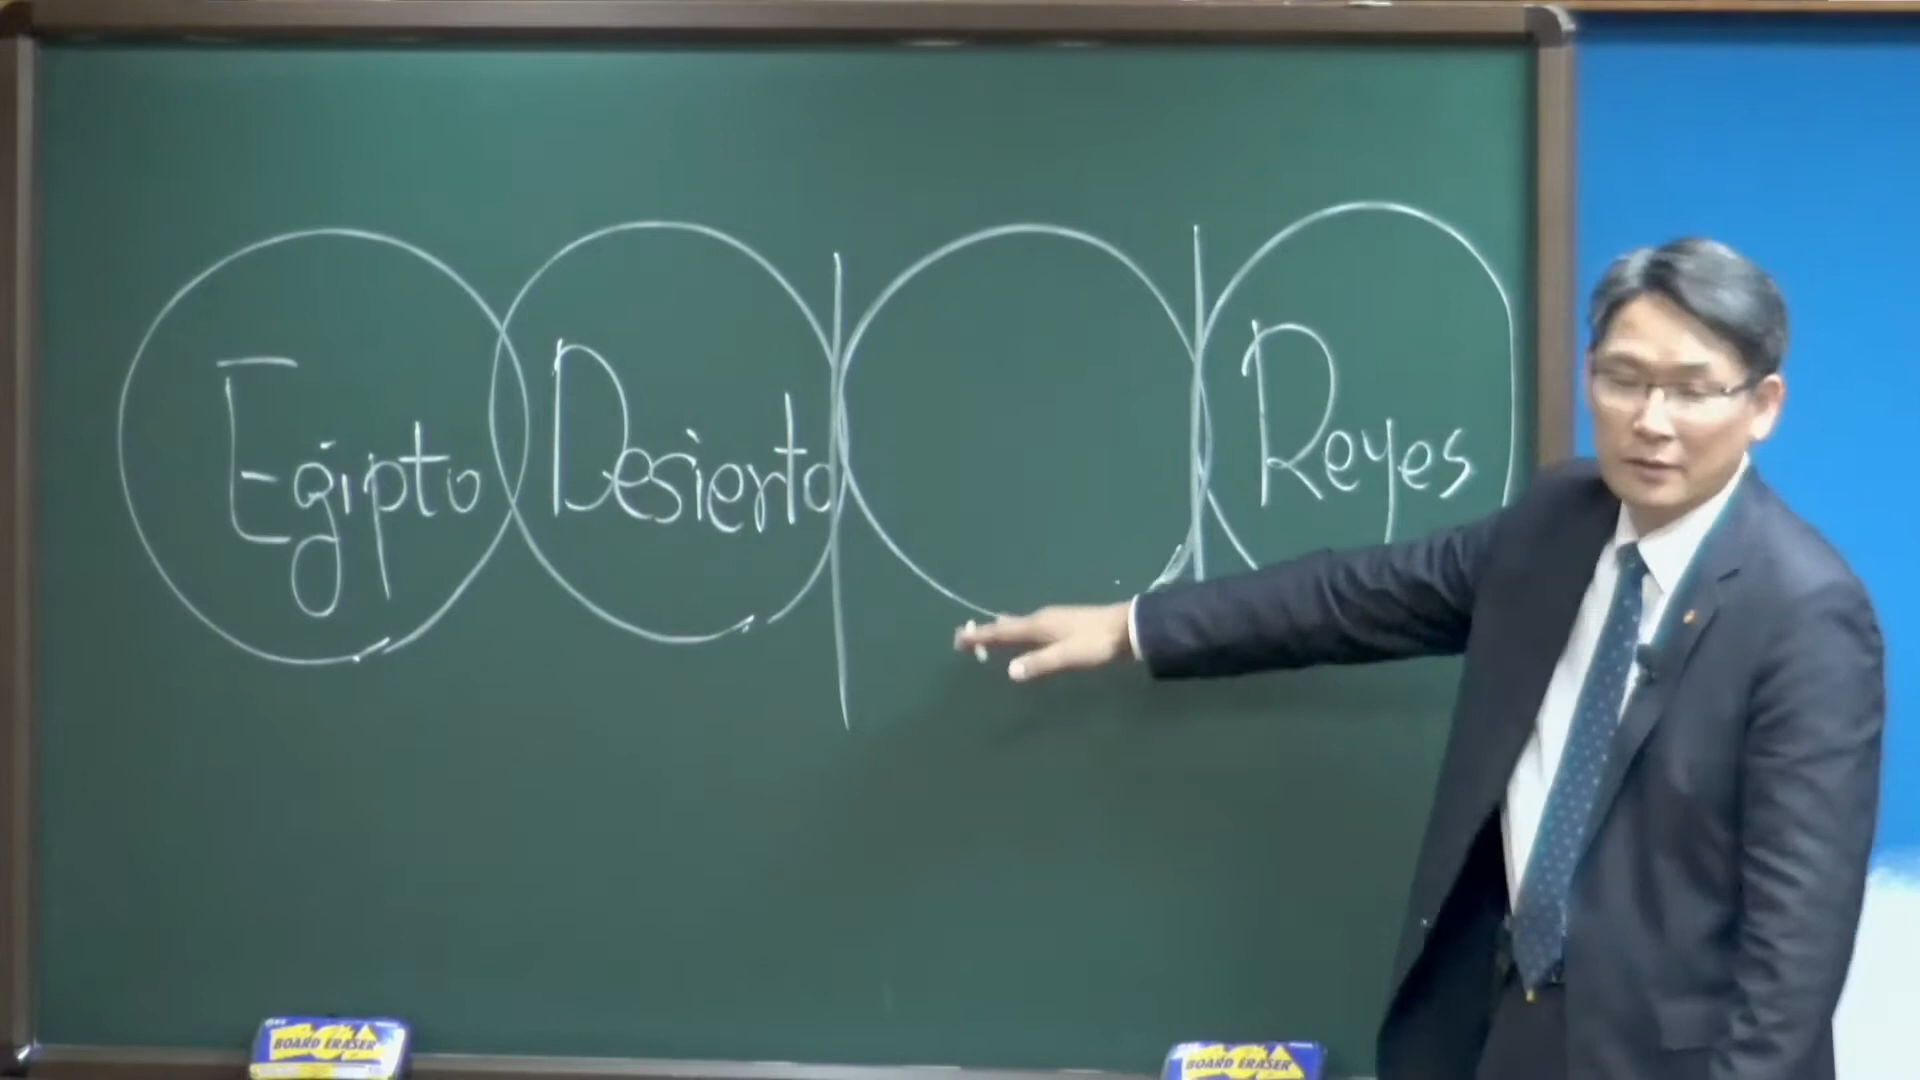 Egipto
Desierto
Reyes
BOARD ERASER
BOARD ERASER